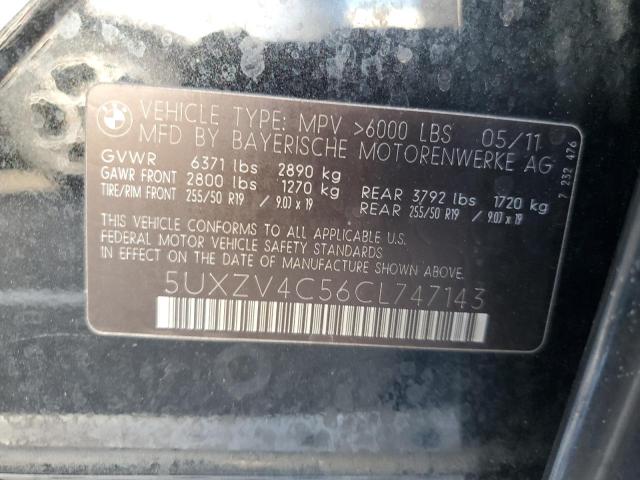 VEHICLE TYPE: MPV >6000 LBS 05/11
MFD BY BAYERISCHE MOTORENWERKE AG
GVWR 6371 lbs 2890 kg
GAWR FRONT 2800 lbs 1270 kg REAR 3792 lbs 1720 kg
TIRE/RIM FRONT 255/50 R19 / 9.0J x 19 REAR 255/50 R19 / 9.0J x 19
THIS VEHICLE CONFORMS TO ALL APPLICABLE U.S.
FEDERAL MOTOR VEHICLE SAFETY STANDARDS
IN EFFECT ON THE DATE OF MANUFACTURE SHOWN ABOVE.
5UXZV4C56CL747143
7 232 476